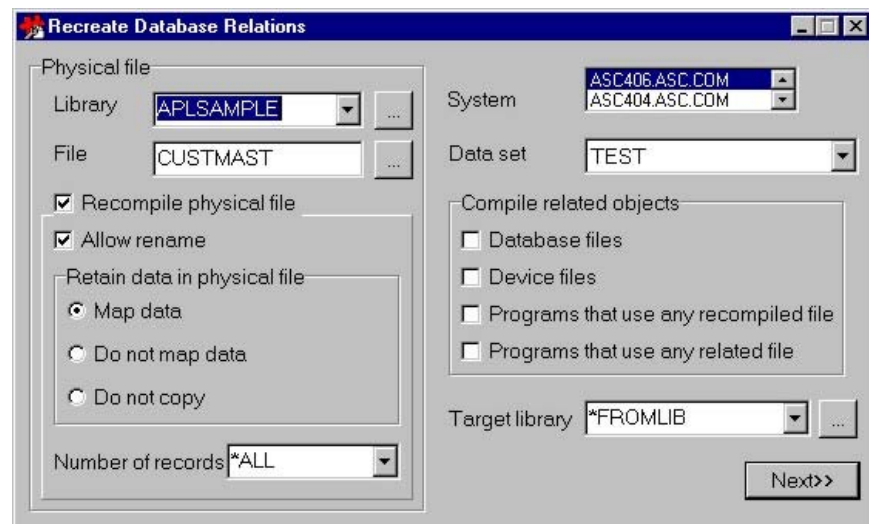 Recreate Database Relations
Physical file
Library APLSAMPLE ...
File CUSTMAST ...
Recompile physical file
Allow rename
Retain data in physical file
Map data
Do not map data
Do not copy
Number of records *ALL
System
ASC406.ASC.COM
ASC404.ASC.COM
Data set TEST
Compile related objects
Database files
Device files
Programs that use any recompiled file
Programs that use any related file
Target library *FROMLIB ...
Next>>